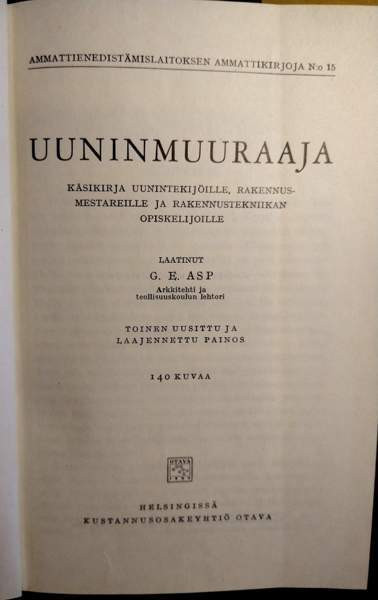 AMMATTIENEDISTÄMISLAITOKSEN AMMATTIKIRJOJA N:o 15
UUNINMUURAAJA
KÄSIKIRJA UUNINTEKIJÖILLE, RAKENNUS-
MESTAREILLE JA RAKENNUSTEKNIIKAN
OPISKELIJOILLE
LAATINUT
G. E. ASP
Arkkitehti ja
teollisuuskoulun lehtori
TOINEN UUSITTU JA
LAAJENNETTU PAINOS
140 KUVAA
OTAVA
HELSINGISSÄ
KUSTANNUSOSAKEYHTIÖ OTAVA